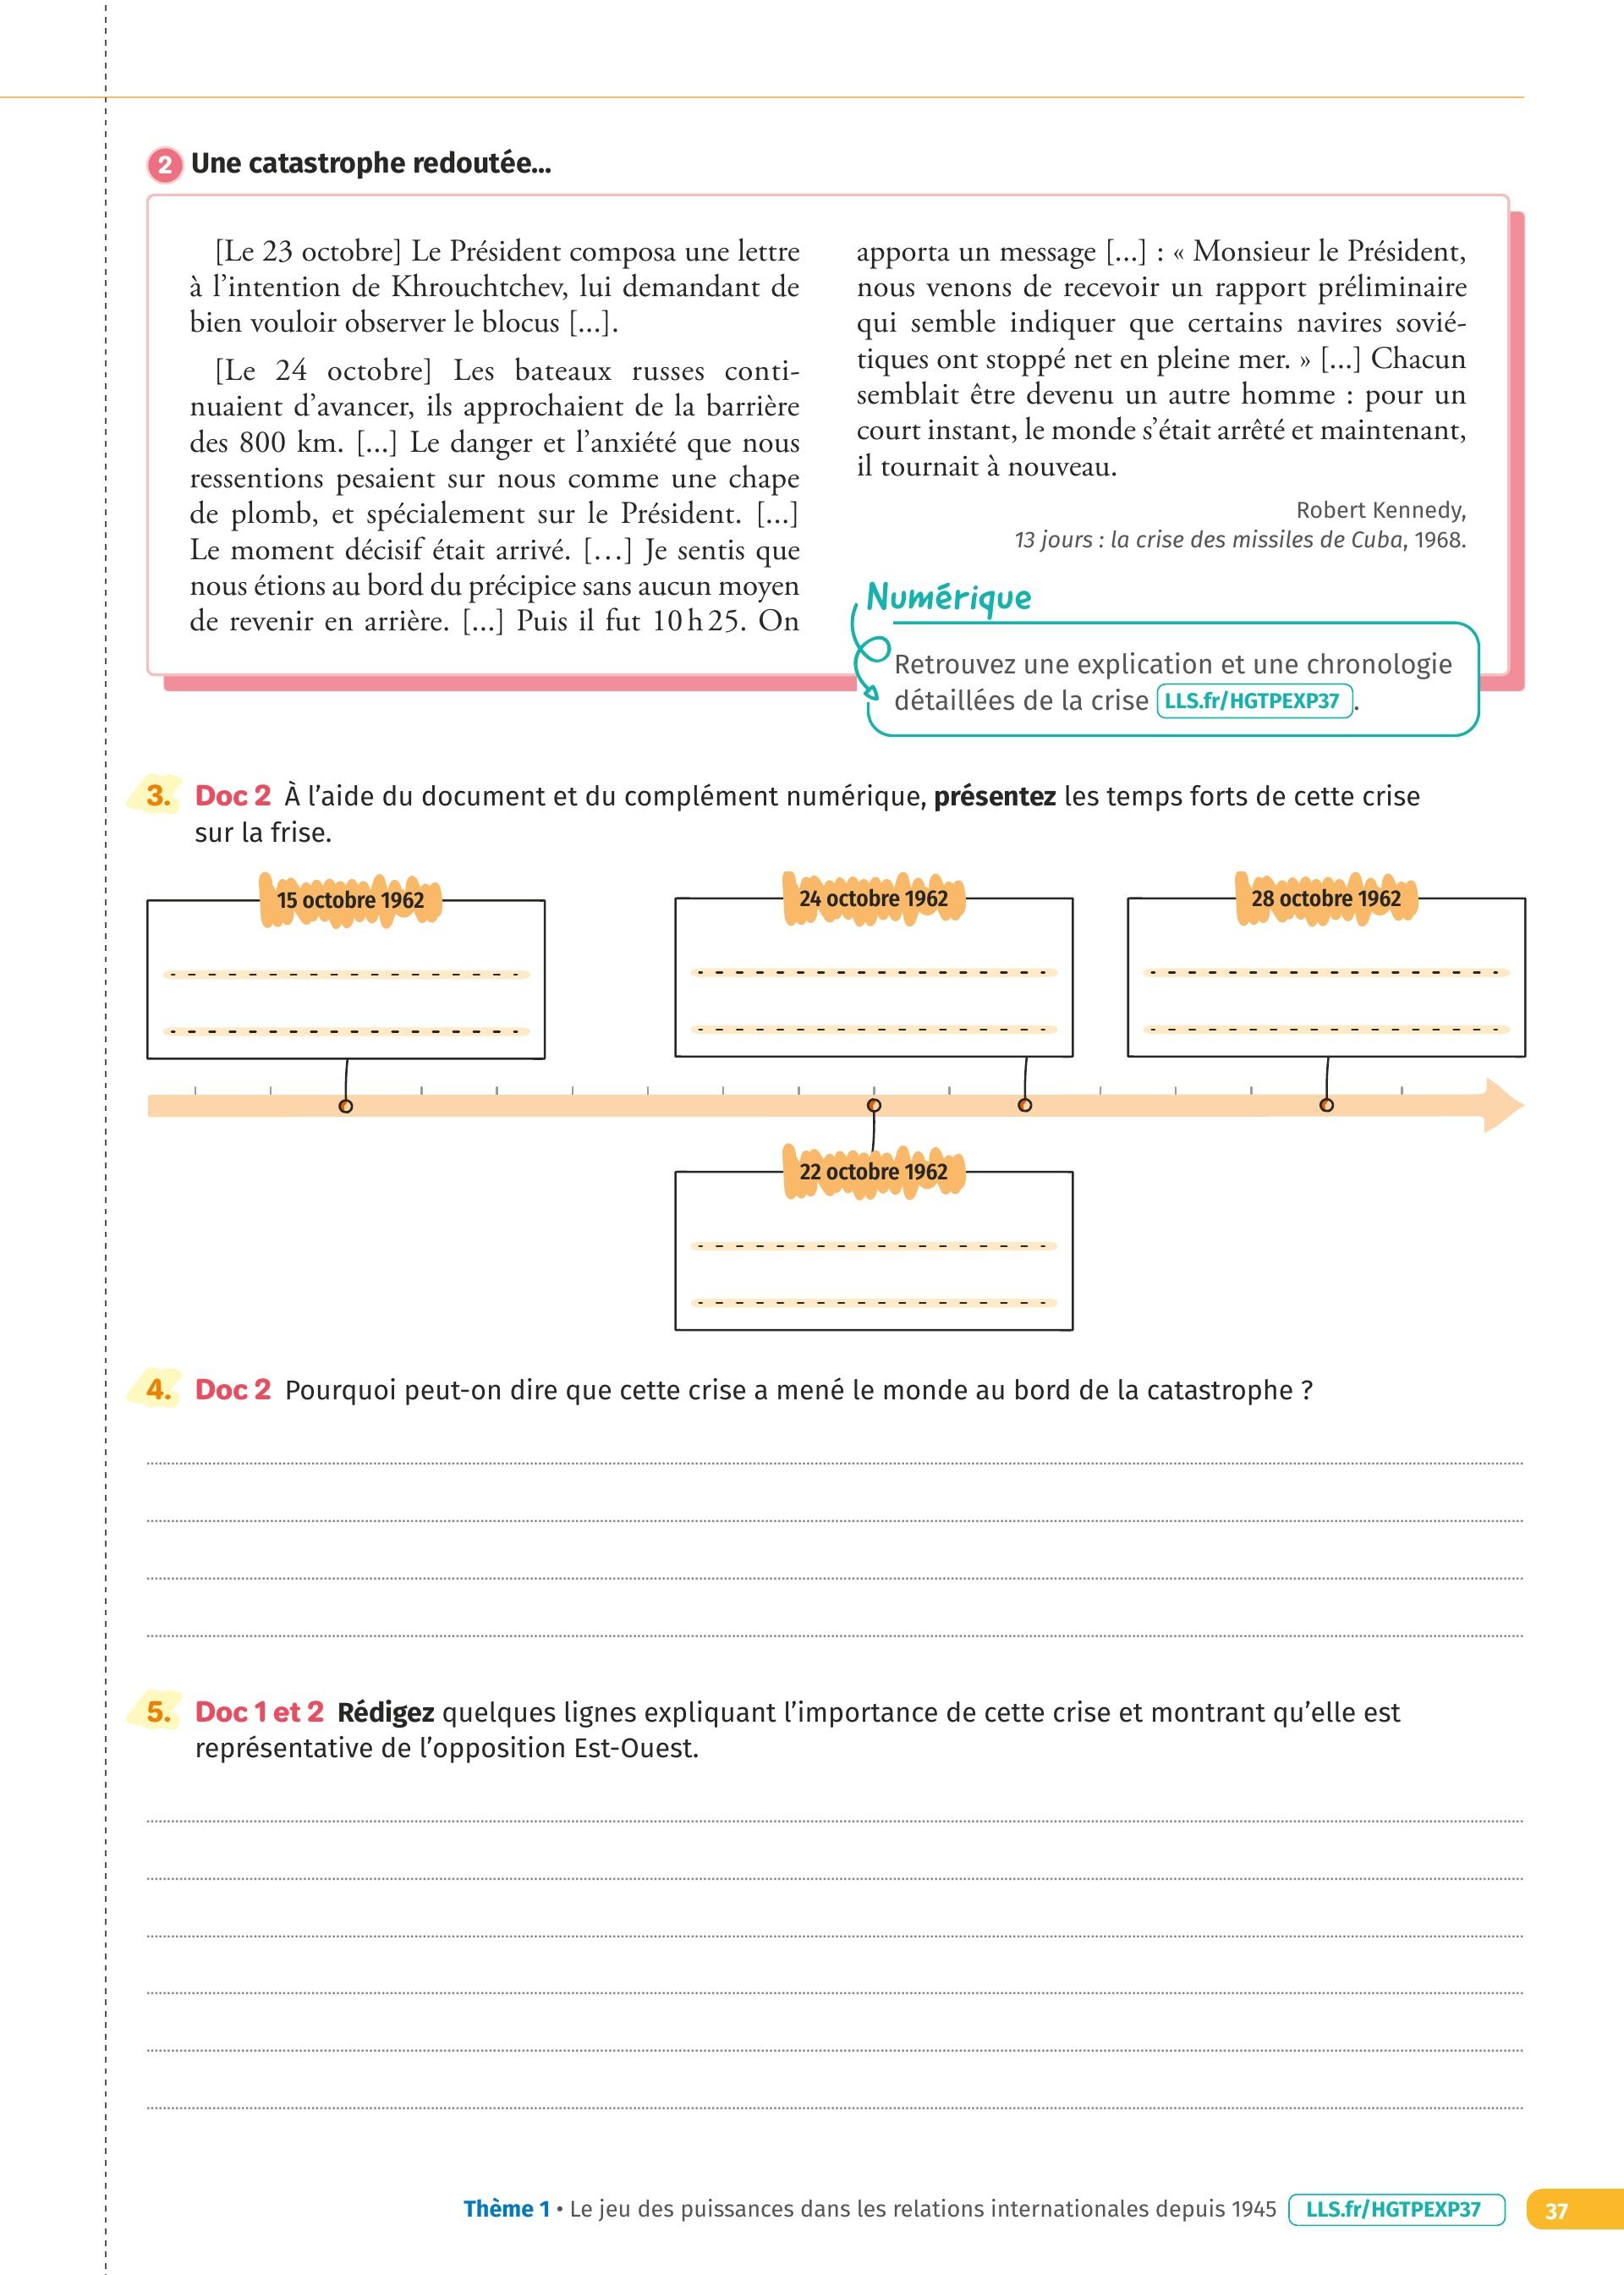 2 Une catastrophe redoutée...
[Le 23 octobre] Le Président composa une lettre
à l'intention de Khrouchtchev, lui demandant de
bien vouloir observer le blocus [...].
[Le 24 octobre] Les bateaux russes conti-
nuaient d'avancer, ils approchaient de la barrière
des 800 km. [...] Le danger et l'anxiété que nous
ressentions pesaient sur nous comme une chape
de plomb, et spécialement sur le Président. [...]
Le moment décisif était arrivé. [...] Je sentis que
nous étions au bord du précipice sans aucun moyen
de revenir en arrière. [...] Puis il fut 10 h 25. On
apporta un message [...] : « Monsieur le Président,
nous venons de recevoir un rapport préliminaire
qui semble indiquer que certains navires sovié-
tiques ont stoppé net en pleine mer. » [...] Chacun
semblait être devenu un autre homme : pour un
court instant, le monde s'était arrêté et maintenant,
il tournait à nouveau.
Robert Kennedy,
13 jours : la crise des missiles de Cuba, 1968.
Numérique
Retrouvez une explication et une chronologie
détaillées de la crise LLS.fr/HGTPEXP37.
3. Doc 2 À l'aide du document et du complément numérique, présentez les temps forts de cette crise
sur la frise.
15 octobre 1962
24 octobre 1962
28 octobre 1962
22 octobre 1962
4. Doc 2 Pourquoi peut-on dire que cette crise a mené le monde au bord de la catastrophe ?
5. Doc 1 et 2 Rédigez quelques lignes expliquant l'importance de cette crise et montrant qu'elle est
représentative de l'opposition Est-Ouest.
Thème 1 • Le jeu des puissances dans les relations internationales depuis 1945 LLS.fr/HGTPEXP37 37